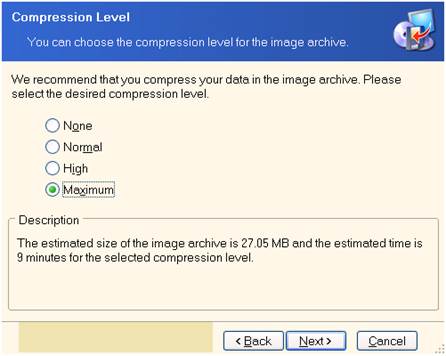 Compression Level
You can choose the compression level for the image archive.
We recommend that you compress your data in the image archive. Please
select the desired compression level.
None
Normal
High
Maximum
Description
The estimated size of the image archive is 27.05 MB and the estimated time is
9 minutes for the selected compression level.
< Back Next > Cancel